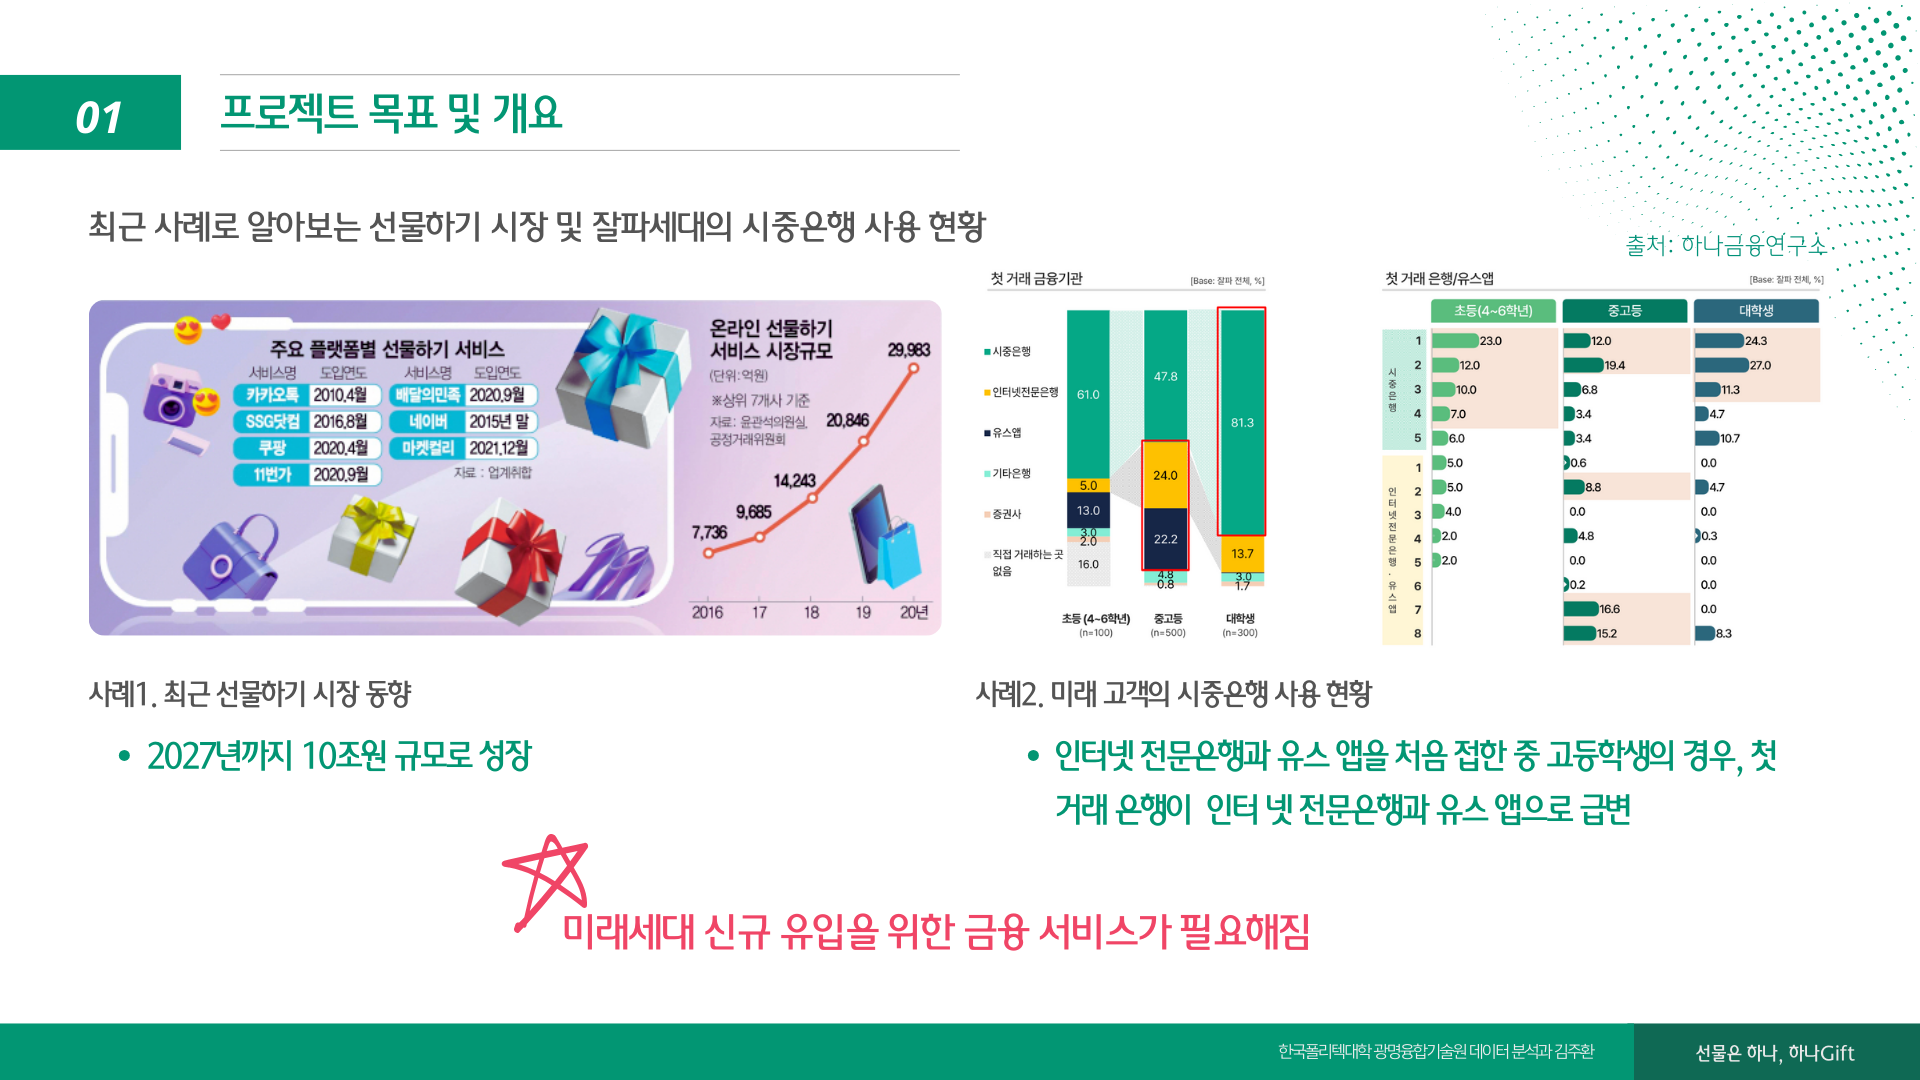 01
프로젝트 목표 및 개요
최근 사례로 알아보는 선물하기 시장 및 잘파세대의 시중은행 사용 현황
출처: 하나금융연구소
주요 플랫폼별 선물하기 서비스
서비스명 도입연도 서비스명 도입연도
카카오톡 2010.4월 배달의민족 2020.9월
SSG닷컴 2016.8월 네이버 2015년 말
쿠팡 2020.4월 마켓컬리 2021.12월
11번가 2020.9월
자료 : 업계취합
온라인 선물하기
서비스 시장규모
(단위:억원)
※상위 7개사 기준
자료: 윤관석의원실,
공정거래위원회
7,736
9,685
14,243
20,846
29,983
2016 17 18 19 20년
첫 거래 금융기관
[Base: 잘파 전체, %]
시중은행
인터넷전문은행
유스앱
기타은행
증권사
직접 거래하는 곳
없음
61.0
5.0
13.0
3.0
2.0
16.0
47.8
24.0
22.2
4.8
0.8
81.3
13.7
3.0
1.7
초등 (4~6학년) 중고등 대학생
(n=100) (n=500) (n=300)
첫 거래 은행/유스앱
[Base: 잘파 전체, %]
초등(4~6학년) 중고등 대학생
시중은행
1 23.0 12.0 24.3
2 12.0 19.4 27.0
3 10.0 6.8 11.3
4 7.0 3.4 4.7
5 6.0 3.4 10.7
인터넷전문은행·유스앱
1 5.0 0.6 0.0
2 5.0 8.8 4.7
3 4.0 0.0 0.0
4 2.0 4.8 0.3
5 2.0 0.0 0.0
6 0.2 0.0
7 16.6 0.0
8 15.2 8.3
사례1. 최근 선물하기 시장 동향
• 2027년까지 10조원 규모로 성장
사례2. 미래 고객의 시중은행 사용 현황
• 인터넷 전문은행과 유스 앱을 처음 접한 중 고등학생의 경우, 첫
거래 은행이 인터 넷 전문은행과 유스 앱으로 급변
미래세대 신규 유입을 위한 금융 서비스가 필요해짐
한국폴리텍대학 광명융합기술원 데이터 분석과 김주환
선물은 하나, 하나Gift